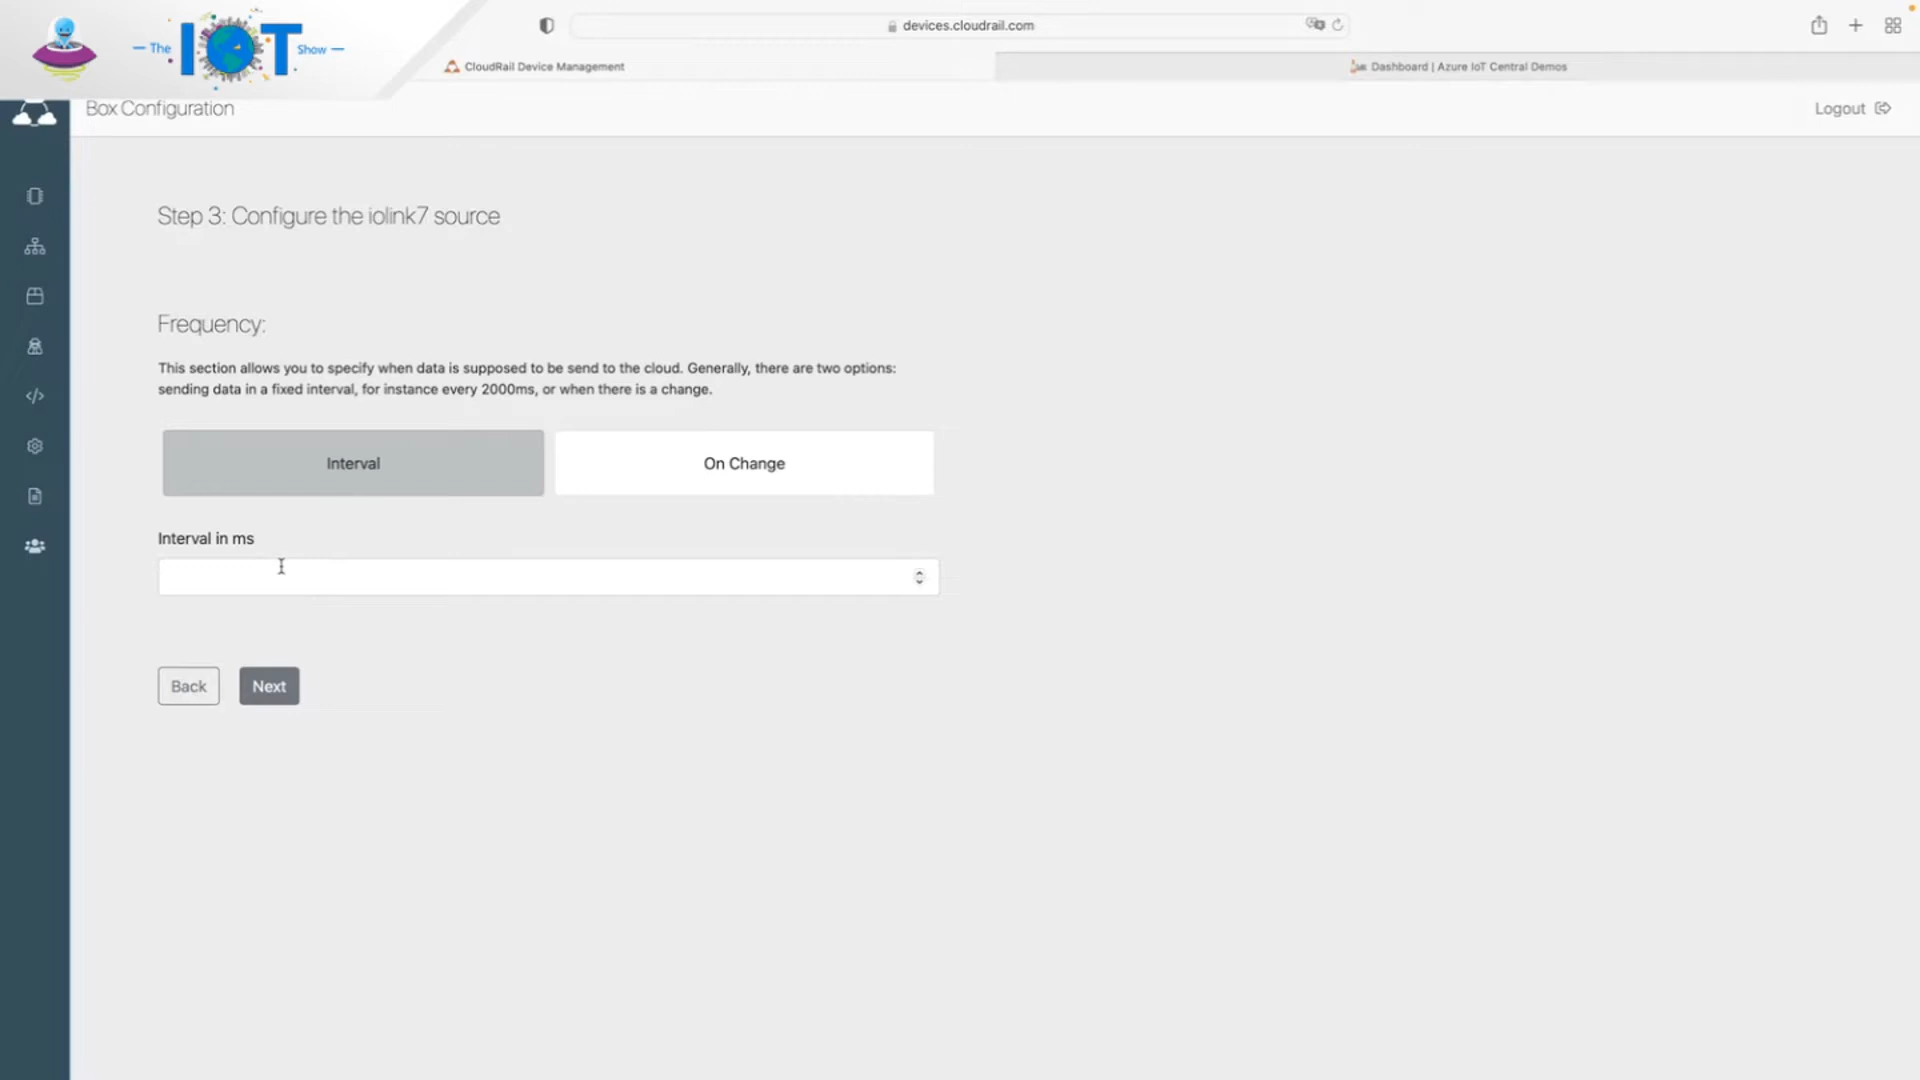 The IOT Show
devices.cloudrail.com
CloudRail Device Management
Dashboard | Azure IoT Central Demos
Box Configuration
Logout
Step 3: Configure the iolink7 source
Frequency:
This section allows you to specify when data is supposed to be send to the cloud. Generally, there are two options:
sending data in a fixed interval, for instance every 2000ms, or when there is a change.
Interval
On Change
Interval in ms
Back
Next